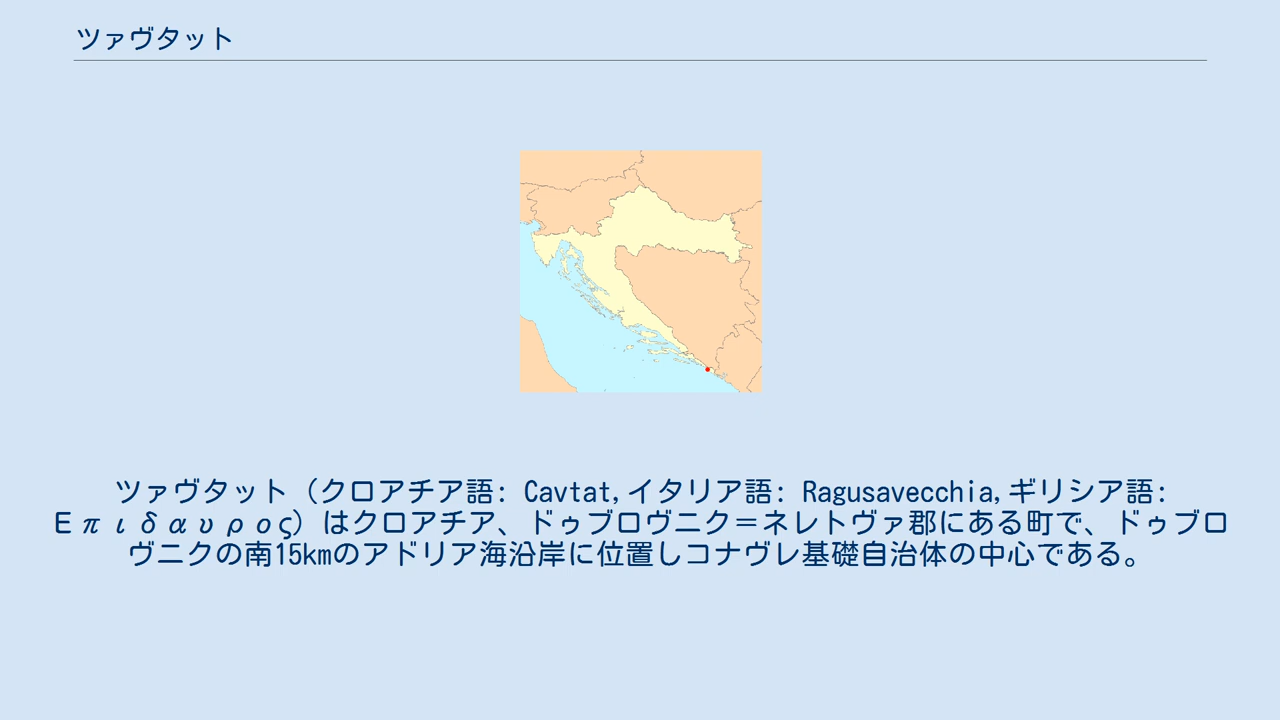 ツァヴタット
ツァヴタット（クロアチア語: Cavtat,イタリア語: Ragusavecchia,ギリシア語:
Επιδαυρος）はクロアチア、ドゥブロヴニク＝ネレトヴァ郡にある町で、ドゥブロ
ヴニクの南15kmのアドリア海沿岸に位置しコナヴレ基礎自治体の中心である。